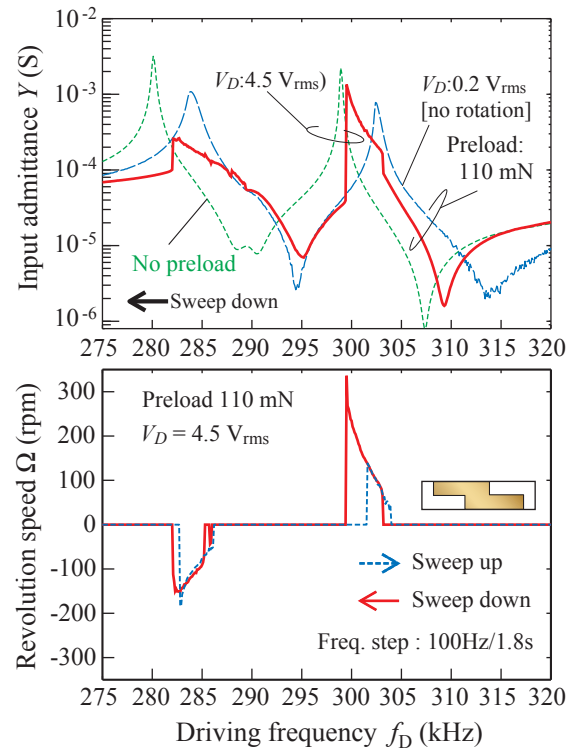 10⁻²
10⁻³
10⁻⁴
10⁻⁵
10⁻⁶
Input admittance Y (S)
V_D:4.5 V_rms)
V_D:0.2 V_rms
[no rotation]
Preload:
110 mN
No preload
Sweep down
275 280 285 290 295 300 305 310 315 320
300
200
100
0
-100
-200
-300
Revolution speed Ω (rpm)
Preload 110 mN
V_D = 4.5 V_rms
Sweep up
Sweep down
Freq. step : 100Hz/1.8s
275 280 285 290 295 300 305 310 315 320
Driving frequency f_D (kHz)